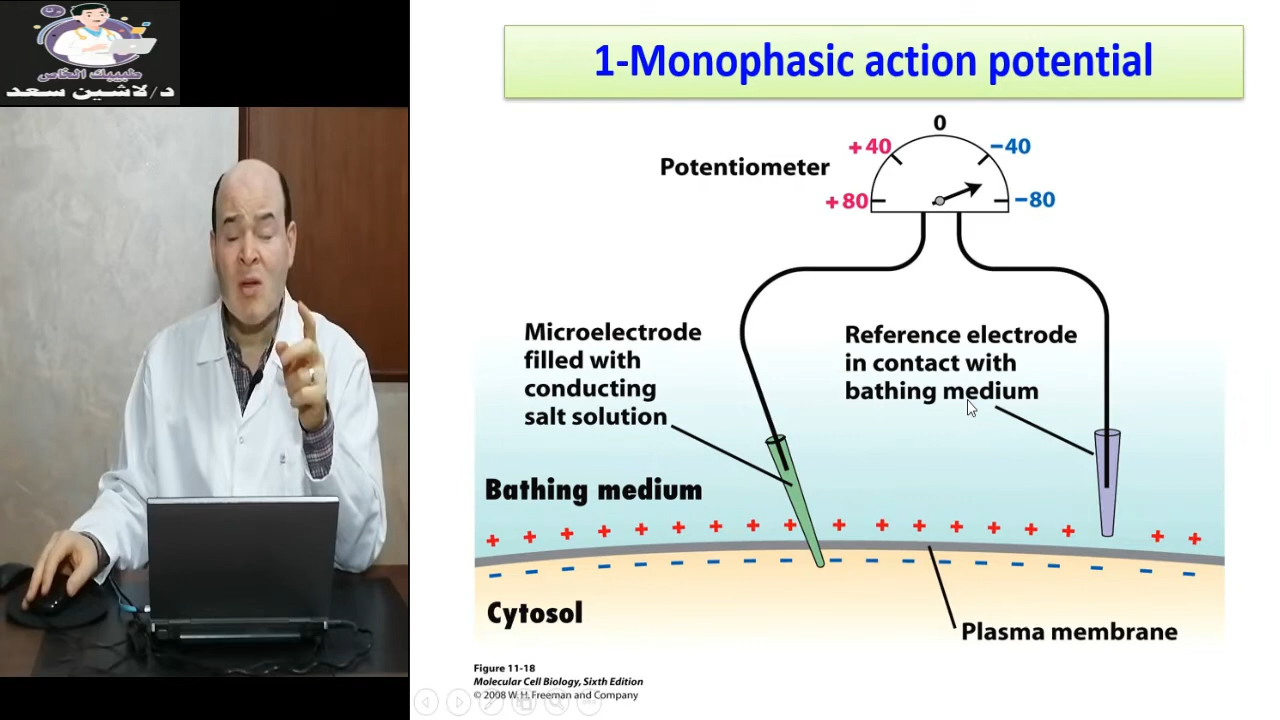 طبيبك الخاص
د/لاشين سعد
1-Monophasic action potential
0
+40
−40
Potentiometer
+80
−80
Microelectrode
filled with
conducting
salt solution
Reference electrode
in contact with
bathing medium
Bathing medium
Cytosol
Plasma membrane
Figure 11-18
Molecular Cell Biology, Sixth Edition
© 2008 W. H. Freeman and Company